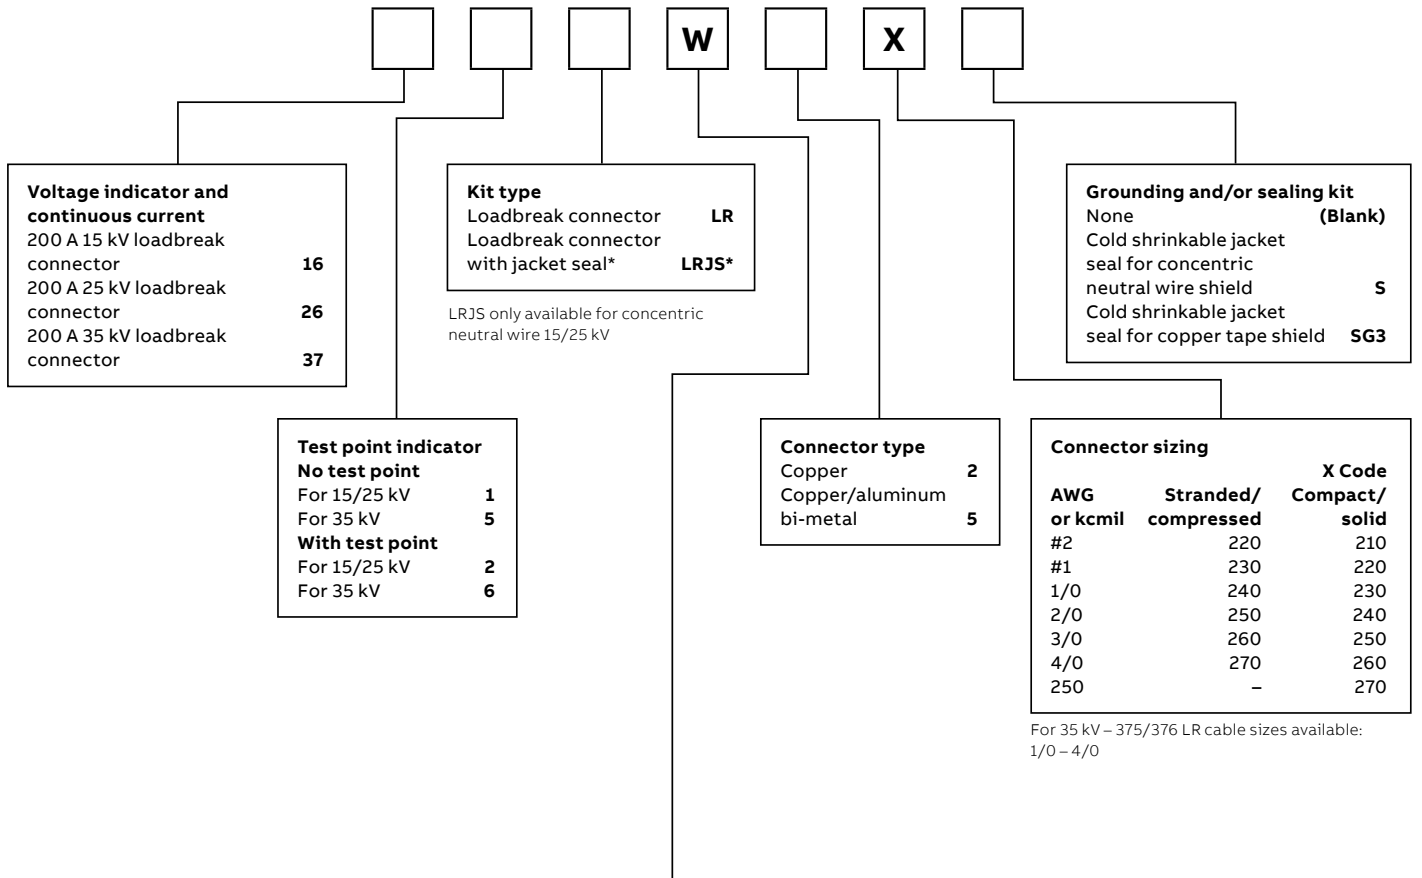 W X
Voltage indicator and
continuous current
200 A 15 kV loadbreak
connector 16
200 A 25 kV loadbreak
connector 26
200 A 35 kV loadbreak
connector 37
Kit type
Loadbreak connector LR
Loadbreak connector
with jacket seal* LRJS*
LRJS only available for concentric
neutral wire 15/25 kV
Grounding and/or sealing kit
None (Blank)
Cold shrinkable jacket
seal for concentric
neutral wire shield S
Cold shrinkable jacket
seal for copper tape shield SG3
Test point indicator
No test point
For 15/25 kV 1
For 35 kV 5
With test point
For 15/25 kV 2
For 35 kV 6
Connector type
Copper 2
Copper/aluminum
bi-metal 5
Connector sizing
X Code
AWG Stranded/ Compact/
or kcmil compressed solid
#2 220 210
#1 230 220
1/0 240 230
2/0 250 240
3/0 260 250
4/0 270 260
250 – 270
For 35 kV – 375/376 LR cable sizes available:
1/0 – 4/0